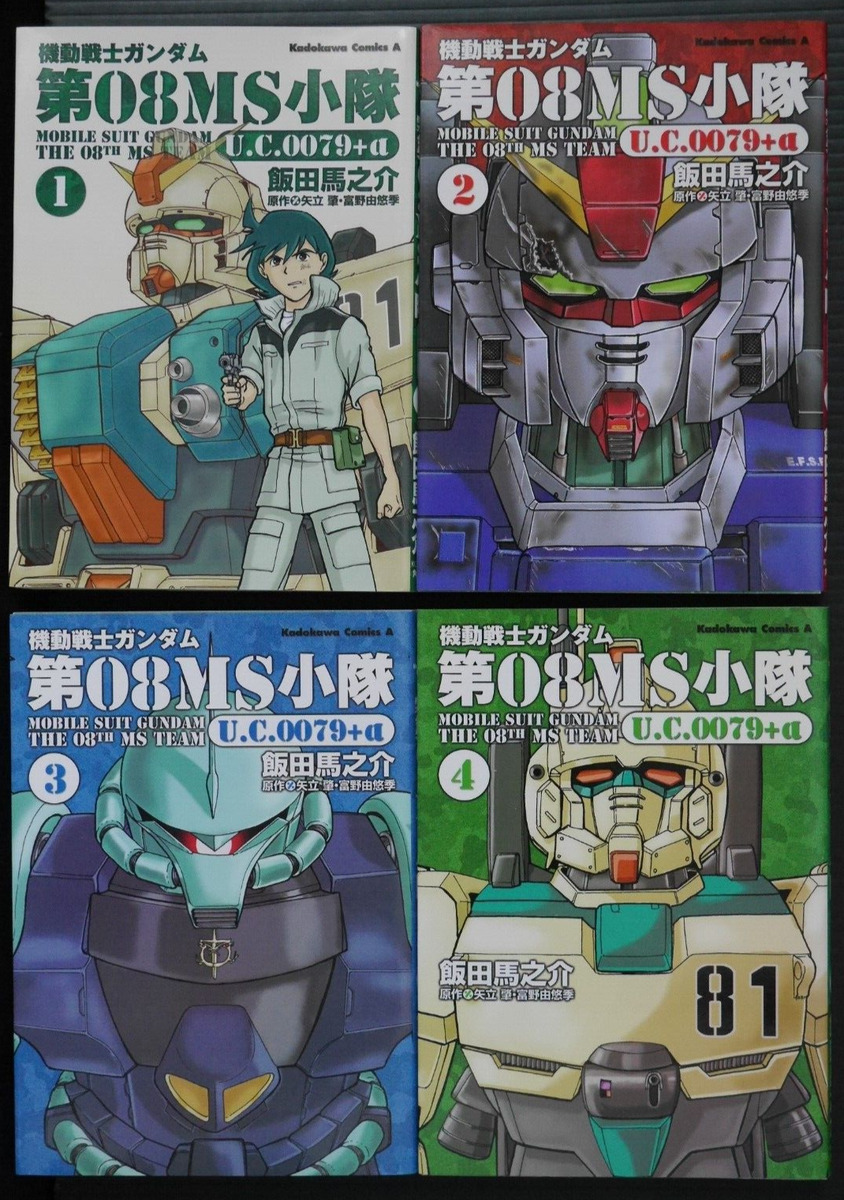 機動戦士ガンダム
Kadokawa Comics A
第08MS小隊
MOBILE SUIT GUNDAM
THE 08TH MS TEAM
U.C.0079+α
1
飯田馬之介
原作 矢立 肇・富野由悠季
81
機動戦士ガンダム
Kadokawa Comics A
第08MS小隊
MOBILE SUIT GUNDAM
THE 08TH MS TEAM
U.C.0079+α
2
飯田馬之介
原作 矢立 肇・富野由悠季
E.F.S.F
機動戦士ガンダム
Kadokawa Comics A
第08MS小隊
MOBILE SUIT GUNDAM
THE 08TH MS TEAM
U.C.0079+α
3
飯田馬之介
原作 矢立 肇・富野由悠季
機動戦士ガンダム
Kadokawa Comics A
第08MS小隊
MOBILE SUIT GUNDAM
THE 08TH MS TEAM
U.C.0079+α
4
飯田馬之介
原作 矢立 肇・富野由悠季
81